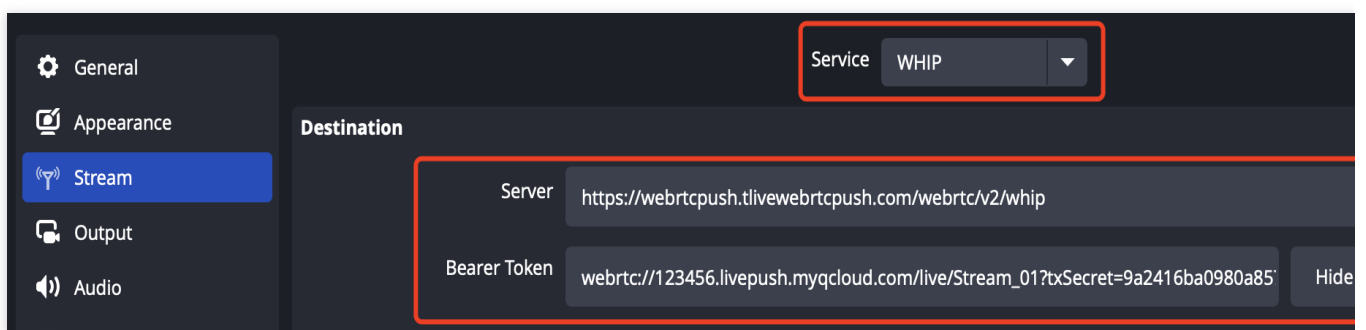 General
Appearance
Stream
Output
Audio
Service WHIP
Destination
Server https://webrtcpush.tlivewebrtcpush.com/webrtc/v2/whip
Bearer Token webrtc://123456.livepush.myqcloud.com/live/Stream_01?txSecret=9a2416ba0980a85 Hide